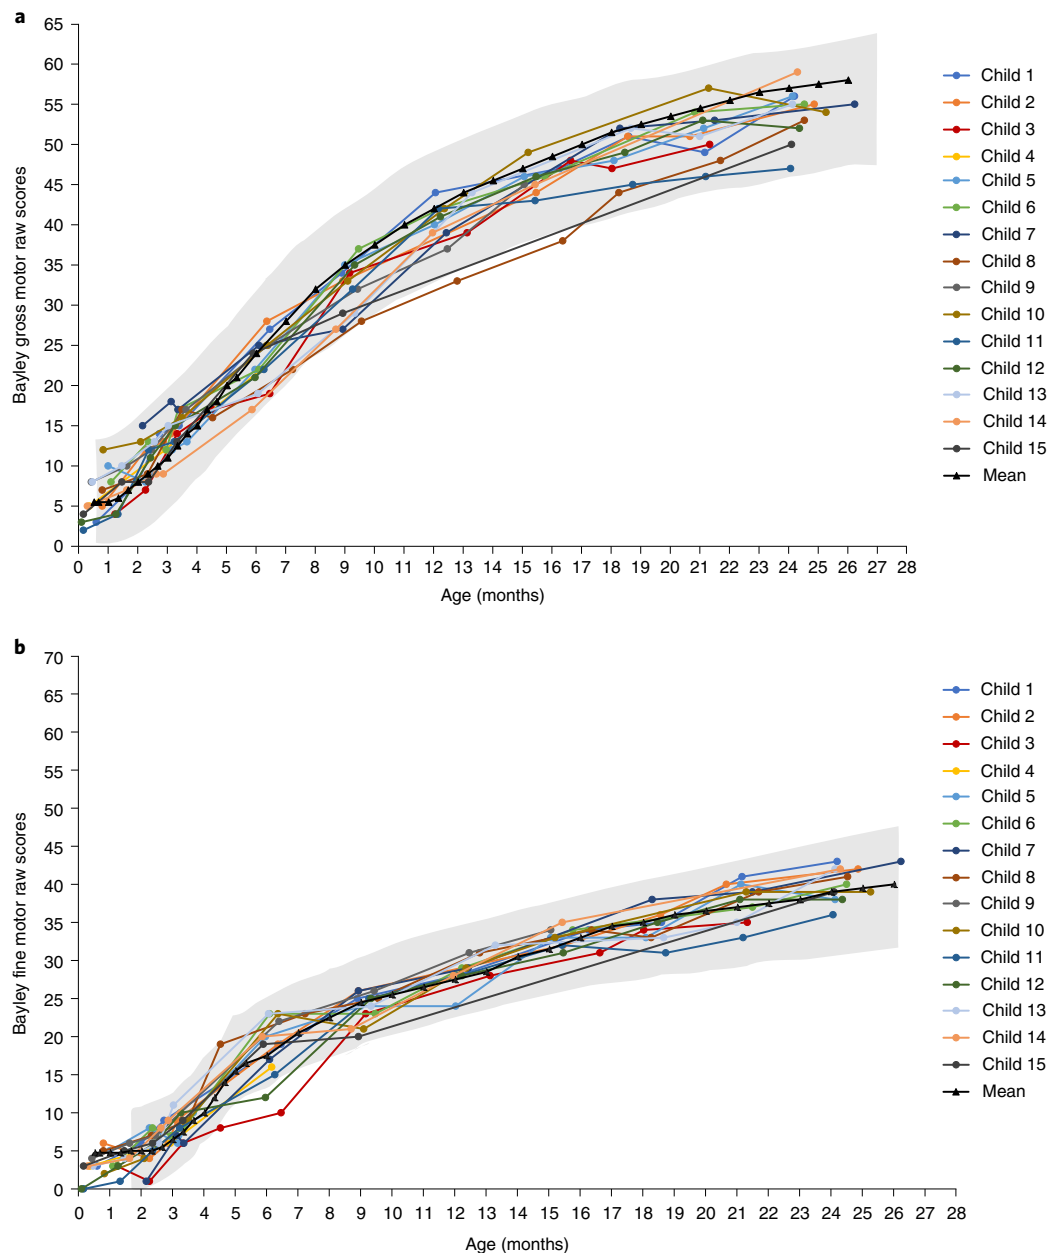 a
65
60
55
50
45
40
35
30
25
20
15
10
5
0
Bayley gross motor raw scores
0 1 2 3 4 5 6 7 8 9 10 11 12 13 14 15 16 17 18 19 20 21 22 23 24 25 26 27 28
Age (months)
Child 1
Child 2
Child 3
Child 4
Child 5
Child 6
Child 7
Child 8
Child 9
Child 10
Child 11
Child 12
Child 13
Child 14
Child 15
Mean
b
70
65
60
55
50
45
40
35
30
25
20
15
10
5
0
Bayley fine motor raw scores
0 1 2 3 4 5 6 7 8 9 10 11 12 13 14 15 16 17 18 19 20 21 22 23 24 25 26 27 28
Age (months)
Child 1
Child 2
Child 3
Child 4
Child 5
Child 6
Child 7
Child 8
Child 9
Child 10
Child 11
Child 12
Child 13
Child 14
Child 15
Mean